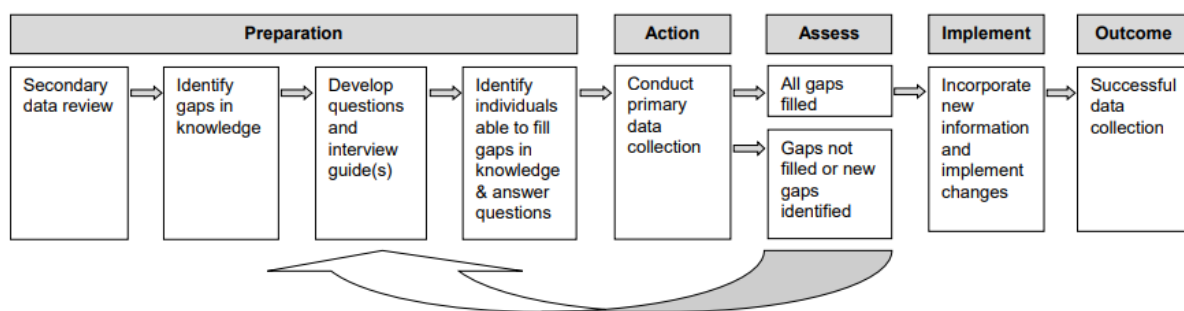 Preparation
Action
Assess
Implement
Outcome
Secondary
data review
Identify
gaps in
knowledge
Develop
questions
and
interview
guide(s)
Identify
individuals
able to fill
gaps in
knowledge
& answer
questions
Conduct
primary
data
collection
All gaps
filled
Gaps not
filled or new
gaps
identified
Incorporate
new
information
and
implement
changes
Successful
data
collection